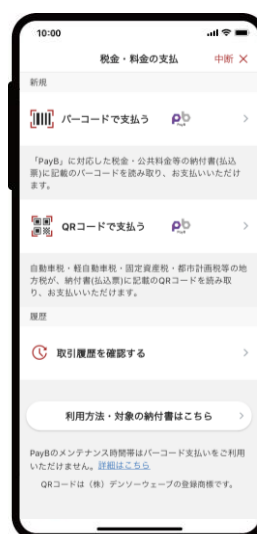 10:00
税金・料金の支払
中断 ×
新規
バーコードで支払う pb
「PayB」に対応した税金・公共料金等の納付書(払込
票)に記載のバーコードを読み取り、お支払いいただけ
ます。
QRコードで支払う pb
自動車税・軽自動車税・固定資産税・都市計画税等の地
方税が、納付書(払込票)に記載のQRコードを読み取
り、お支払いいただけます。
履歴
取引履歴を確認する
利用方法・対象の納付書はこちら
PayBのメンテナンス時間帯はバーコード支払いをご利用
いただけません。詳細はこちら
QRコードは（株）デンソーウェーブの登録商標です。